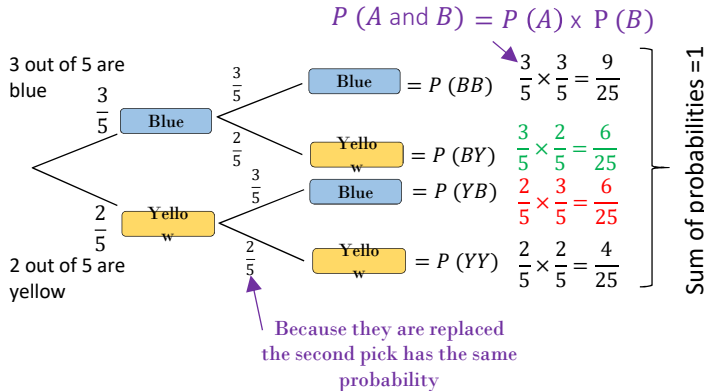 P (A and B) = P (A) x P (B)
3 out of 5 are
blue
3/5
Blue
3/5
Blue
= P (BB)
3/5 × 3/5 = 9/25
2/5
Yello
w
= P (BY)
3/5 × 2/5 = 6/25
2/5
Yello
w
3/5
Blue
= P (YB)
2/5 × 3/5 = 6/25
2/5
Yello
w
= P (YY)
2/5 × 2/5 = 4/25
2 out of 5 are
yellow
Sum of probabilities =1
Because they are replaced
the second pick has the same
probability